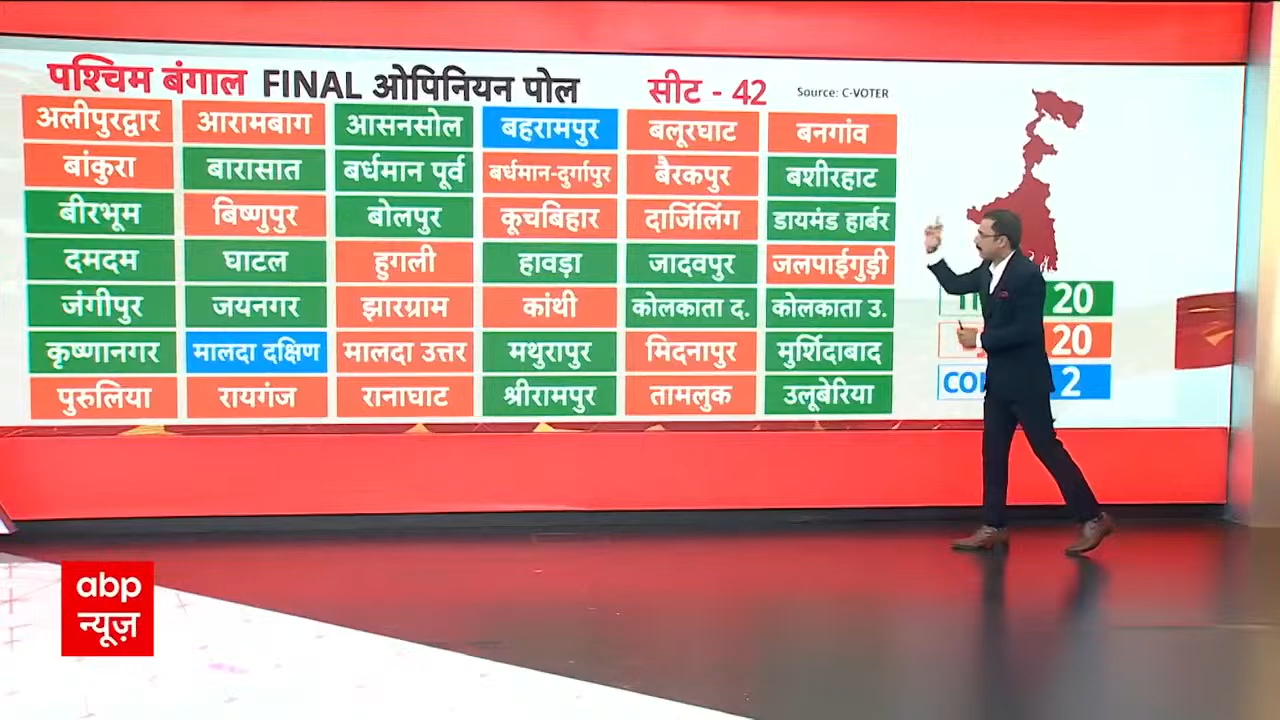 पश्चिम बंगाल FINAL ओपिनियन पोल सीट - 42 Source: C-VOTER
अलीपुरद्वार आरामबाग आसनसोल बहरामपुर बलूरघाट बनगांव
बांकुरा बारासात बर्धमान पूर्व बर्धमान-दुर्गापुर बैरकपुर बशीरहाट
बीरभूम बिष्णुपुर बोलपुर कूचबिहार दार्जिलिंग डायमंड हार्बर
दमदम घाटल हुगली हावड़ा जादवपुर जलपाईगुड़ी
जंगीपुर जयनगर झारग्राम कांथी कोलकाता द. कोलकाता उ.
कृष्णानगर मालदा दक्षिण मालदा उत्तर मथुरापुर मिदनापुर मुर्शिदाबाद
पुरुलिया रायगंज रानाघाट श्रीरामपुर तामलुक उलूबेरिया
20
20
2
abp
न्यूज़